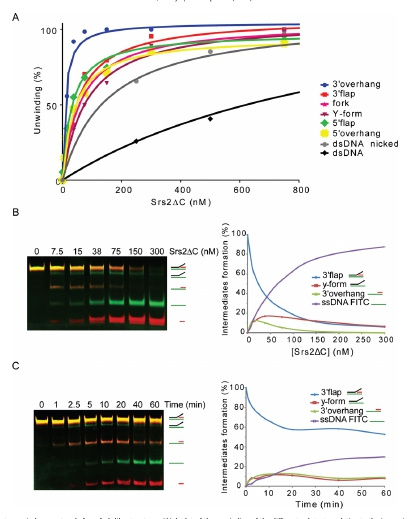 A
100
50
0
Unwinding (%)
0 200 400 600 800
Srs2ΔC (nM)
3'overhang
3'flap
fork
Y-form
5'flap
5'overhang
dsDNA nicked
dsDNA
B
0 7.5 15 38 75 150 300 Srs2ΔC (nM)
Intermediates formation (%)
100
80
60
40
20
0
0 50 100 150 200 250 300
[Srs2ΔC] (nM)
3'flap
y-form
3'overhang
ssDNA FITC
C
0 1 2.5 5 10 20 40 60 Time (min)
Intermediates formation (%)
100
80
60
40
20
0
0 10 20 30 40 50 60
Time (min)
3'flap
y-form
3'overhang
ssDNA FITC